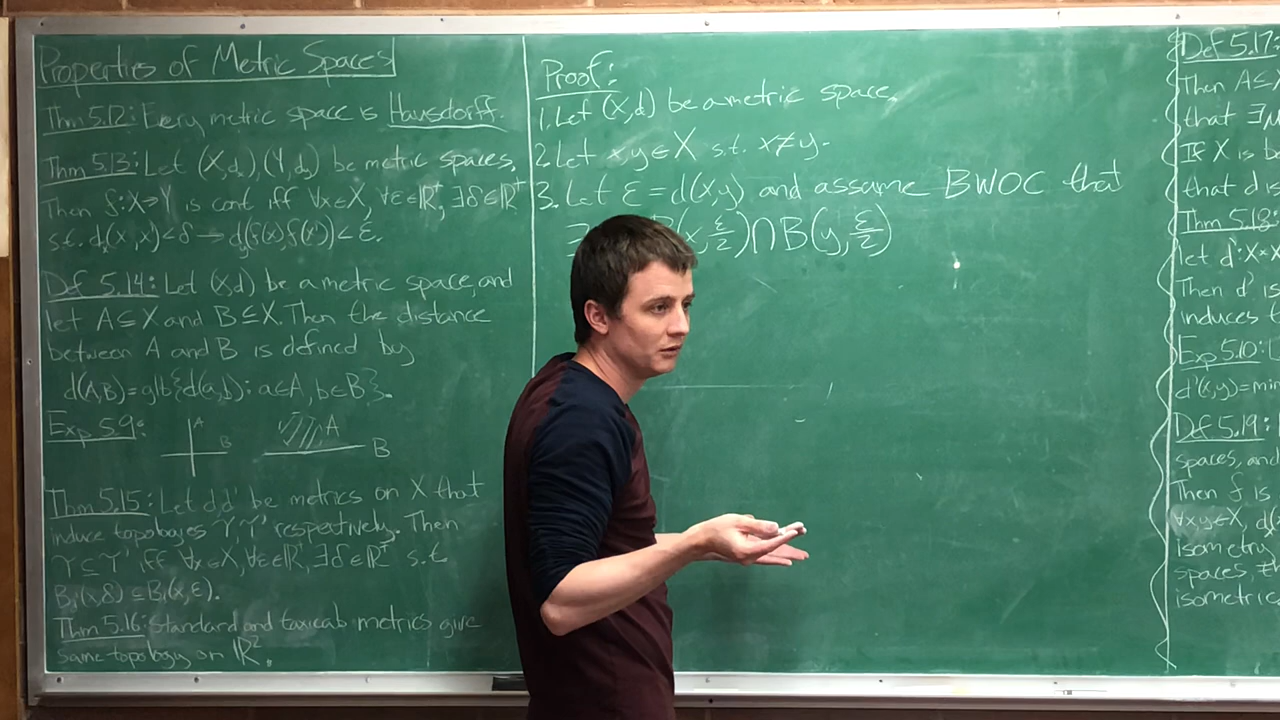 Properties of Metric Spaces
Thm 5.12: Every metric space is Hausdorff.
Thm 5.13: Let (X,dₓ),(Y,dᵧ) be metric spaces.
Then f:X→Y is cont iff ∀x∈X, ∀ε∈ℝ⁺, ∃δ∈ℝ⁺
s.t. dₓ(x,x')<δ → dᵧ(f(x),f(x'))<ε.
Def 5.14: Let (X,d) be a metric space, and
let A⊆X and B⊆X. Then the distance
between A and B is defined by
d(A,B)=glb{d(a,b): a∈A, b∈B}.
Exp 5.9:
A
B
A
B
Thm 5.15: Let d,d' be metrics on X that
induce topologies T,T' respectively. Then
T⊆T' iff ∀x∈X, ∀ε∈ℝ⁺, ∃δ∈ℝ⁺ s.t.
(x,δ)⊆B (x,ε).
Thm 5.16: Standard and taxicab metrics give
same topology on ℝ².
Proof:
1. Let (X,d) be a metric space.
2. Let x,y∈X s.t. x≠y.
3. Let ε=d(x,y) and assume BWOC that
∃ (x,ε/2)∩B(y,ε/2)
Def 5.17:
Then A⊆
that ∃
If X is b
that d is
Thm 5.18:
let d':X×X
Then d' is
induces t
Exp 5.10:
d'(x,y)=min
Def 5.19:
spaces, and
Then f is
∀x,y∈X, d(
isometry
spaces, th
isometric